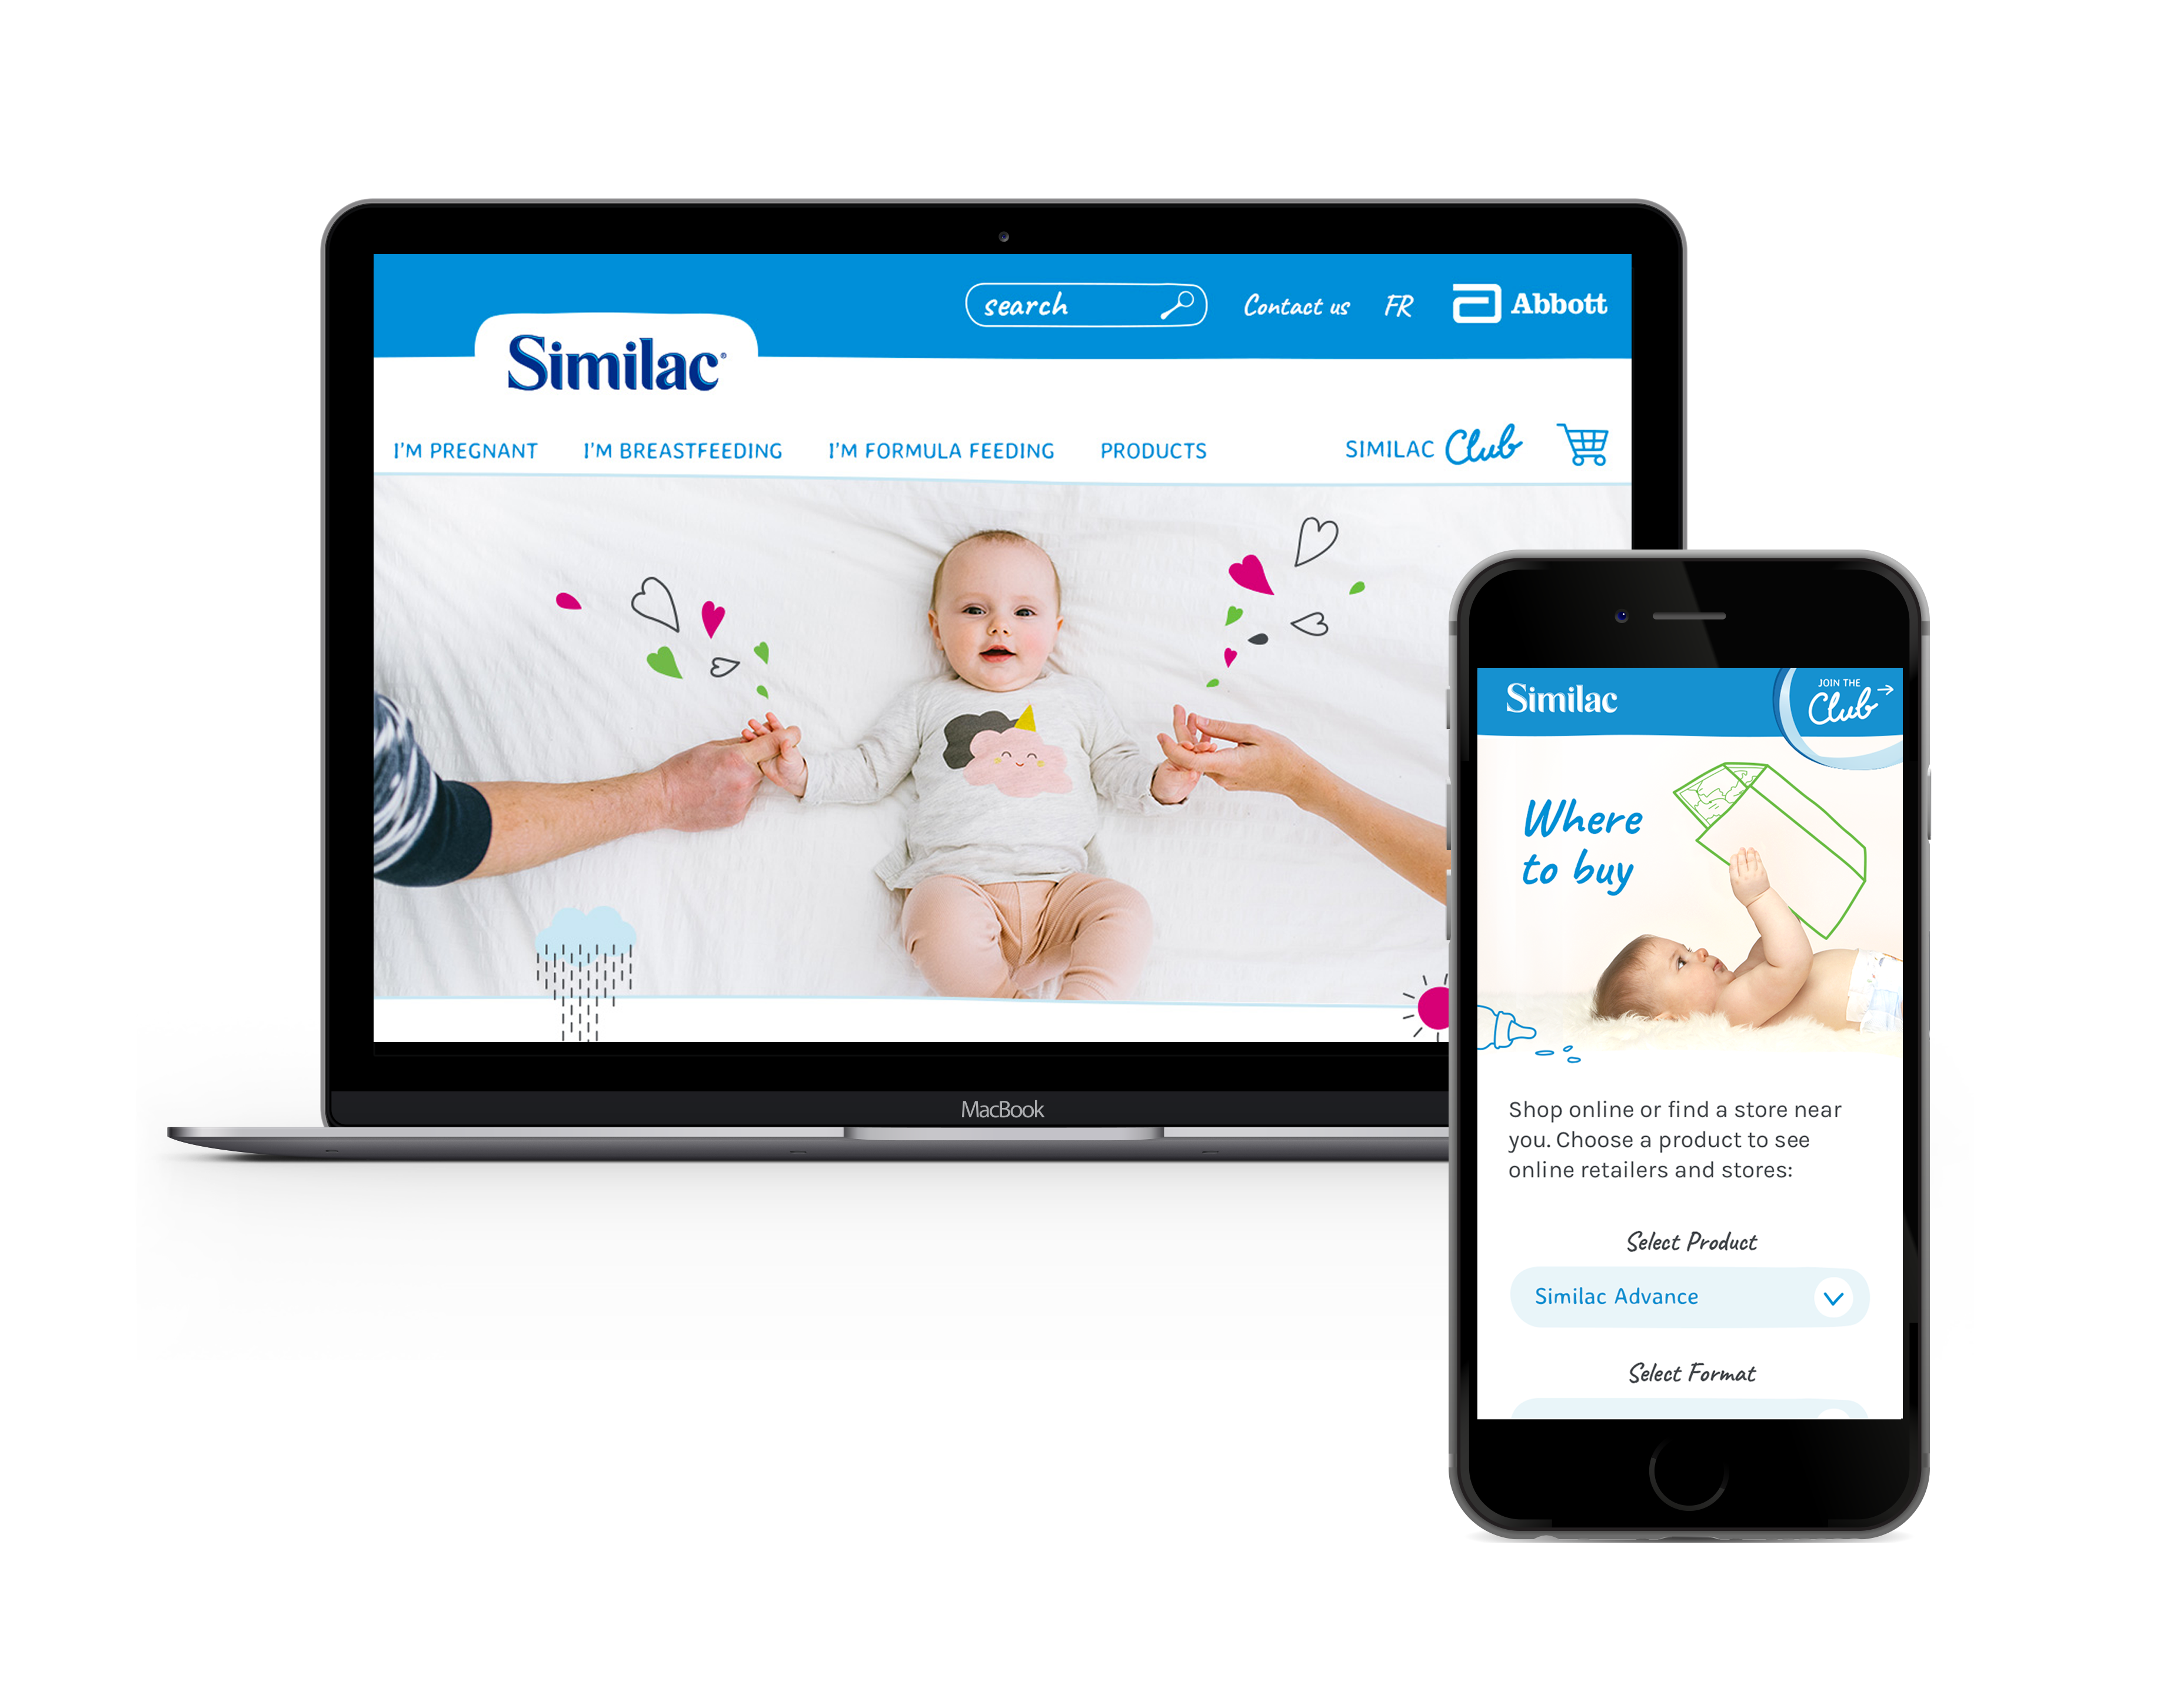 search
Contact us
FR
Abbott
Similac®
I'M PREGNANT
I'M BREASTFEEDING
I'M FORMULA FEEDING
PRODUCTS
SIMILAC Club
MacBook
Similac
JOIN THE
Club
Where
to buy
Shop online or find a store near
you. Choose a product to see
online retailers and stores:
Select Product
Similac Advance
Select Format